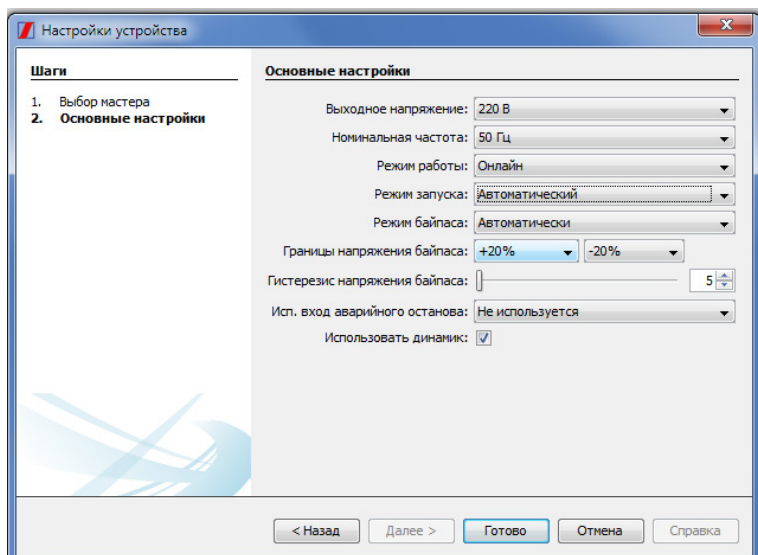 Настройки устройства
Шаги
1. Выбор мастера
2. Основные настройки
Основные настройки
Выходное напряжение: 220 В
Номинальная частота: 50 Гц
Режим работы: Онлайн
Режим запуска: Автоматический
Режим байпаса: Автоматически
Границы напряжения байпаса: +20% -20%
Гистерезис напряжения байпаса: 5
Исп. вход аварийного останова: Не используется
Использовать динамик:
< Назад Далее > Готово Отмена Справка